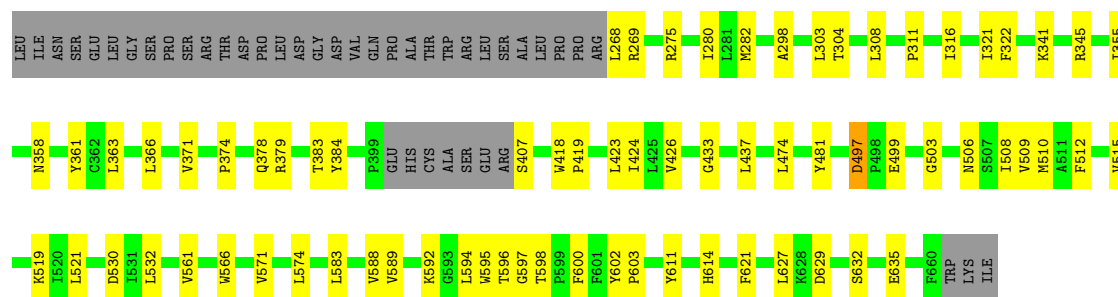 LEU ILE ASN SER GLU LEU GLY SER PRO SER ARG THR ASP PRO LEU ASP GLY ASP VAL GLN PRO ALA THR TRP ARG LEU SER ALA LEU PRO PRO ARG L268 R269 R275 I280 L281 M282 A298 L303 T304 L308 P311 I316 I321 F322 K341 R345 I355
N358 Y361 C362 L363 L366 V371 P374 Q378 R379 T383 Y384 P399 GLU HIS CYS ALA SER GLU ARG S407 W418 P419 L423 I424 L425 V426 G433 L437 L474 Y481 D497 P498 E499 G503 N506 S507 I508 V509 M510 A511 F512 V515
K519 I520 L521 D530 I531 L532 V561 W566 V571 L574 L583 V588 V589 K592 G593 L594 W595 T596 G597 T598 P599 F600 F601 Y602 P603 Y611 H614 F621 L627 K628 D629 S632 E635 F660 TRP LYS ILE